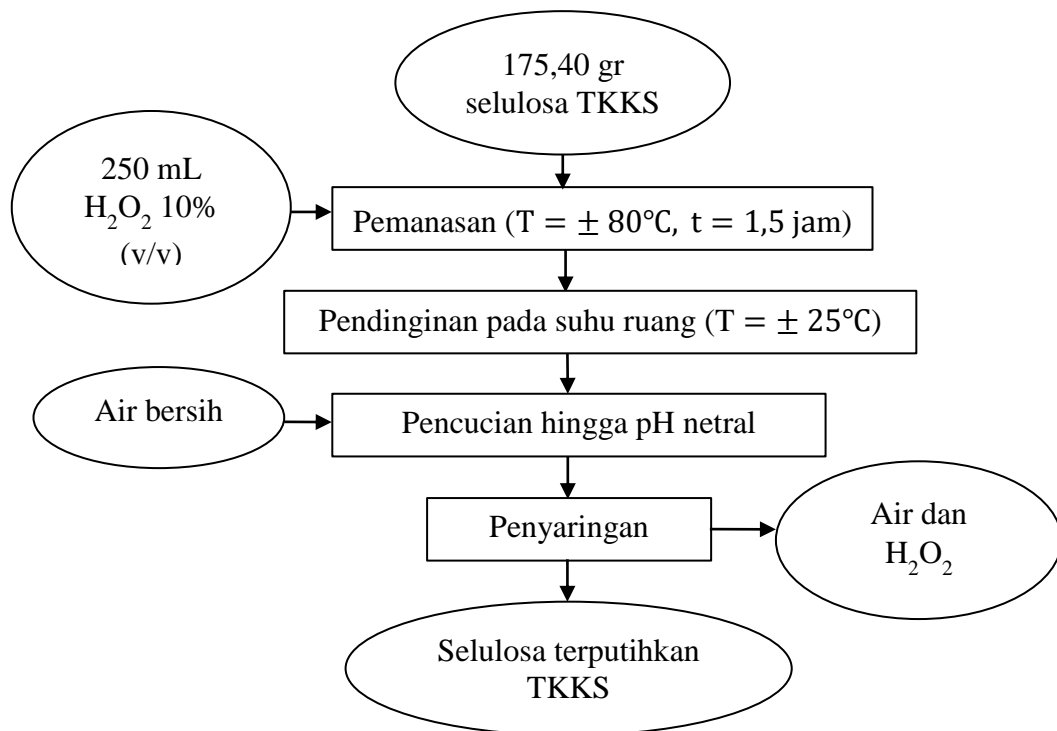 175,40 gr
selulosa TKKS
250 mL
H₂O₂ 10%
(v/v)
Pemanasan (T = ± 80°C, t = 1,5 jam)
Pendinginan pada suhu ruang (T = ± 25°C)
Air bersih
Pencucian hingga pH netral
Penyaringan
Air dan
H₂O₂
Selulosa terputihkan
TKKS